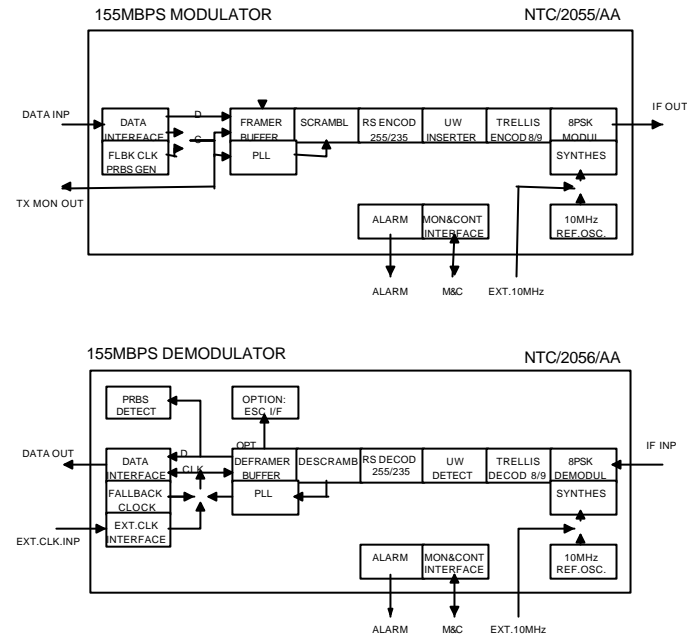 155MBPS MODULATOR
NTC/2055/AA
DATA INP
DATA
INTERFACE
FLBK CLK
PRBS GEN
D
C
FRAMER
BUFFER
PLL
SCRAMBL
RS ENCOD
255/235
UW
INSERTER
TRELLIS
ENCOD 8/9
8PSK
MODUL
SYNTHES
IF OUT
TX MON OUT
ALARM
MON&CONT
INTERFACE
10MHz
REF.OSC.
ALARM
M&C
EXT.10MHz
155MBPS DEMODULATOR
NTC/2056/AA
PRBS
DETECT
OPTION:
ESC I/F
OPT
DATA OUT
DATA
INTERFACE
FALLBACK
CLOCK
EXT.CLK
INTERFACE
D
CLK
DEFRAMER
BUFFER
PLL
DESCRAMB
RS DECOD
255/235
UW
DETECT
TRELLIS
DECOD 8/9
8PSK
DEMODUL
SYNTHES
IF INP
EXT.CLK.INP
ALARM
MON&CONT
INTERFACE
10MHz
REF.OSC.
ALARM
M&C
EXT.10MHz